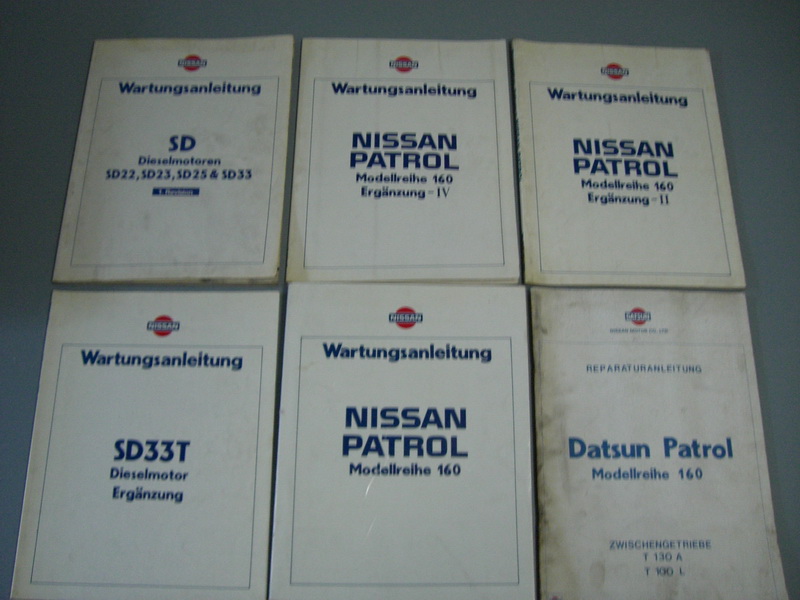 NISSAN
Wartungsanleitung
SD
Dieselmotoren
SD22, SD23, SD25 & SD33
1. Revision
NISSAN
Wartungsanleitung
NISSAN
PATROL
Modellreihe 160
Ergänzung-IV
NISSAN
Wartungsanleitung
NISSAN
PATROL
Modellreihe 160
Ergänzung-II
NISSAN
Wartungsanleitung
SD33T
Dieselmotor
Ergänzung
NISSAN
Wartungsanleitung
NISSAN
PATROL
Modellreihe 160
DATSUN
NISSAN MOTOR CO., LTD.
REPARATURANLEITUNG
Datsun Patrol
Modellreihe 160
ZWISCHENGETRIEBE
T 130 A
T 100 L